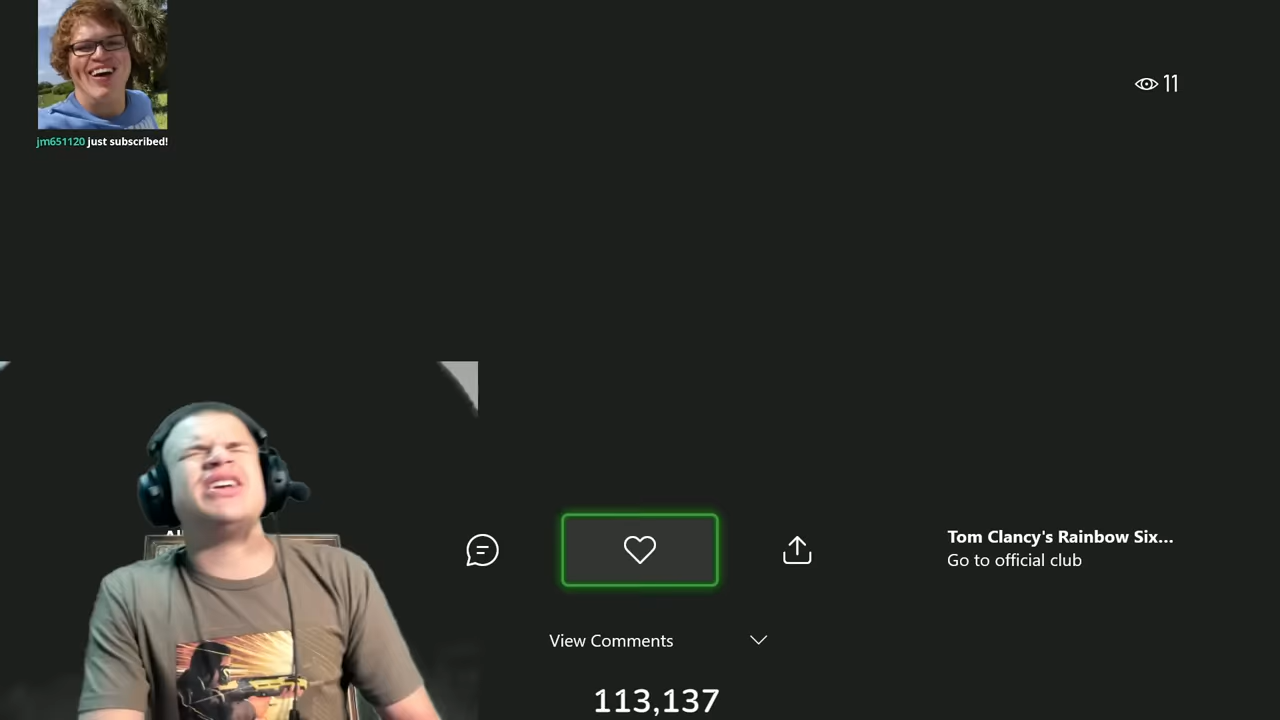 11
jm651120 just subscribed!
Tom Clancy's Rainbow Six...
Go to official club
View Comments
113,137